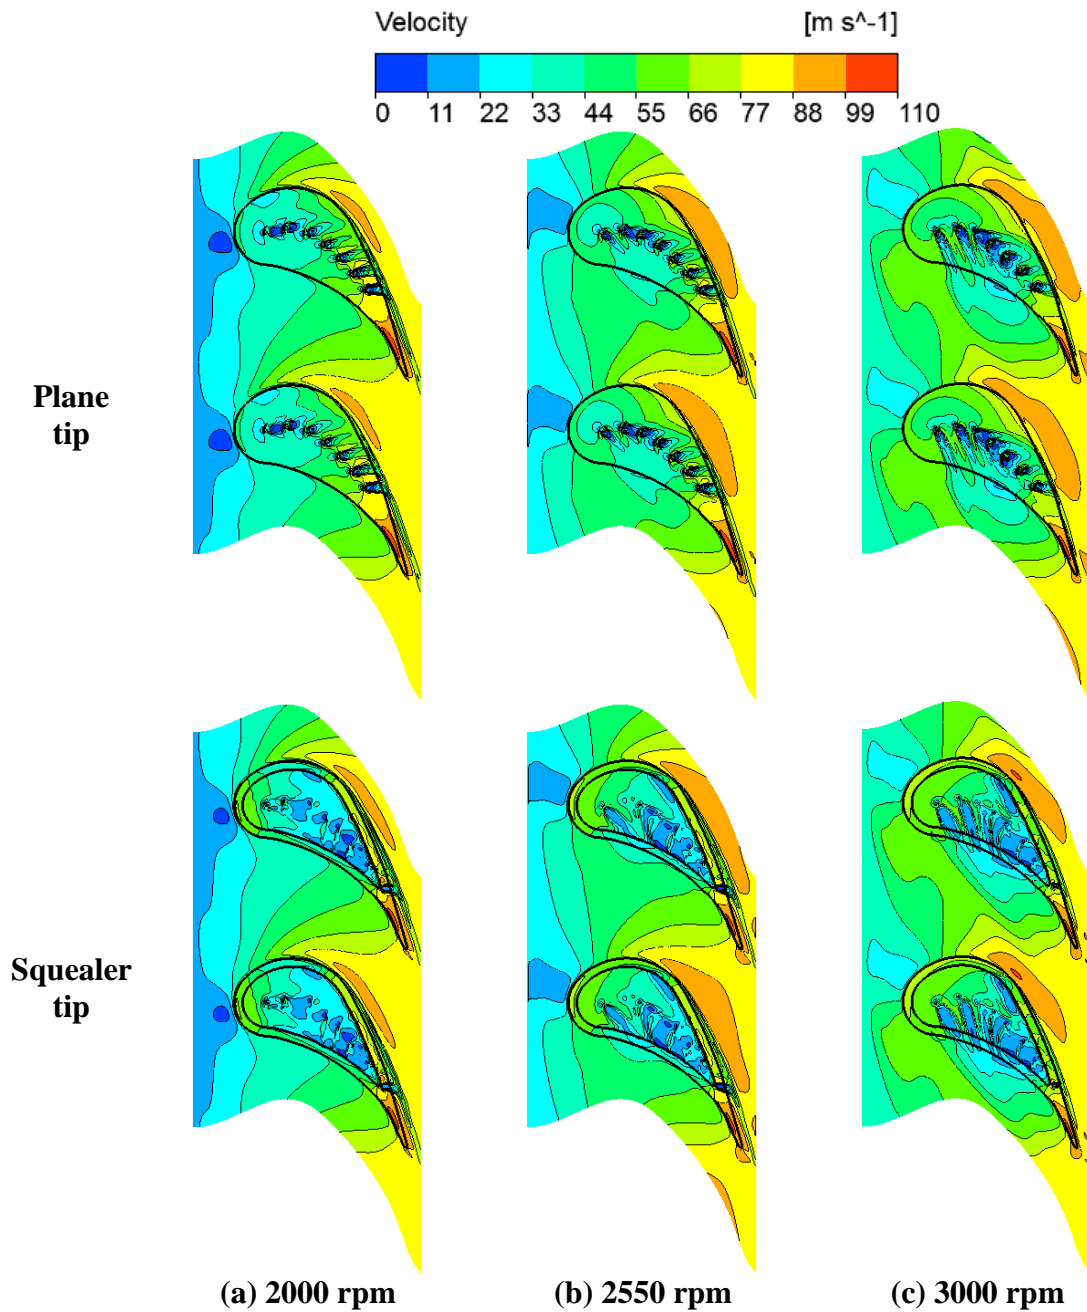 Velocity [m s^-1]
0 11 22 33 44 55 66 77 88 99 110
Plane
tip
Squealer
tip
(a) 2000 rpm (b) 2550 rpm (c) 3000 rpm